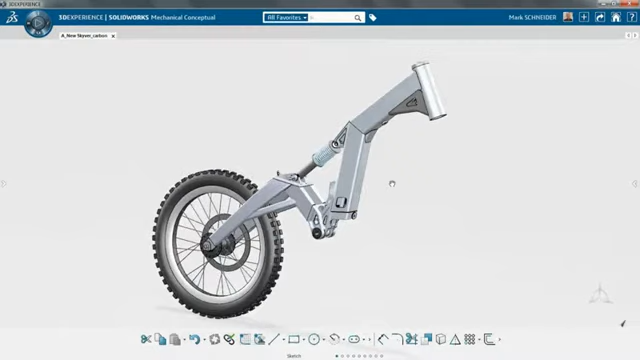 3DEXPERIENCE
3DEXPERIENCE | SOLIDWORKS Mechanical Conceptual
All Favorites
Mark SCHNEIDER
A_New Skyver_carbon
Sketch